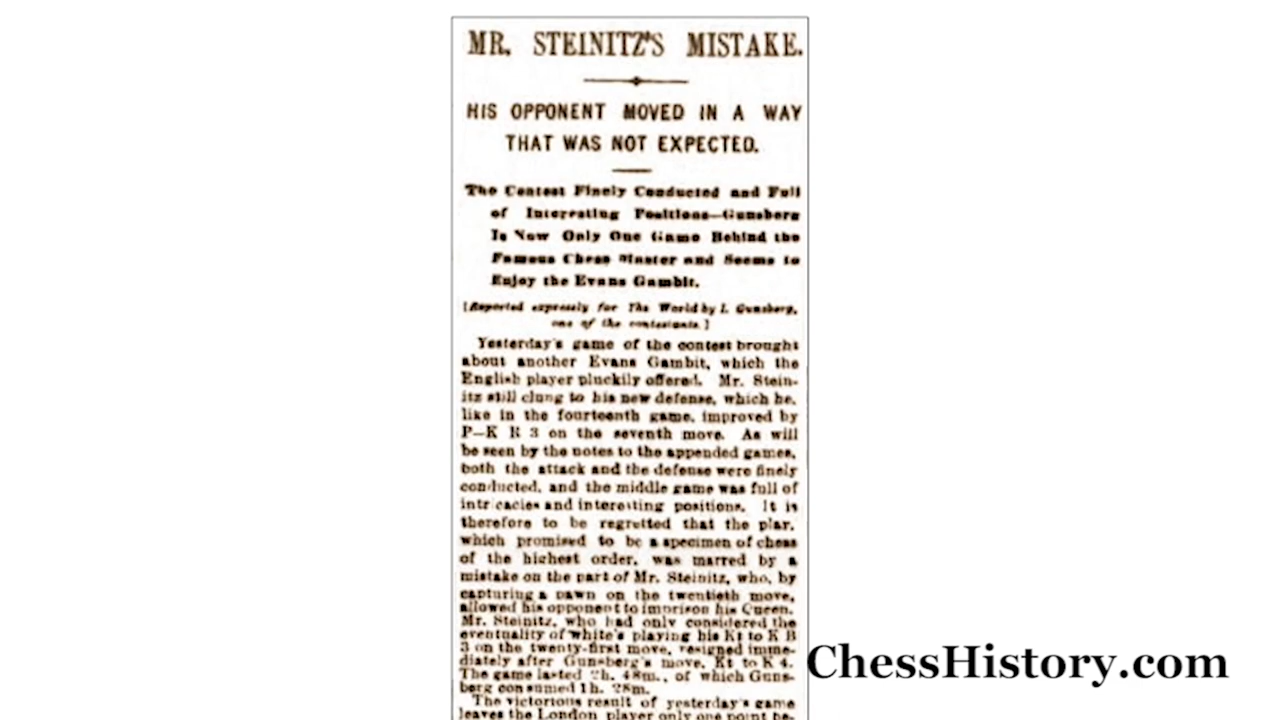 MR. STEINITZ'S MISTAKE.
HIS OPPONENT MOVED IN A WAY
THAT WAS NOT EXPECTED.
The Contest Finely Conducted and Full
of Interesting Positions—Gunsberg
Is Now Only One Game Behind the
Famous Chess Master and Seems to
Enjoy the Evans Gambit.
[Reported expressly for The World by I. Gunsberg,
one of the contestants.]
Yesterday's game of the contest brought
about another Evans Gambit, which the
English player pluckily offered. Mr. Stein-
itz still clung to his new defense, which he,
like in the fourteenth game, improved by
P—K R 3 on the seventh move. As will
be seen by the notes to the appended games,
both the attack and the defense were finely
conducted, and the middle game was full of
intricacies and interesting positions. It is
therefore to be regretted that the play,
which promised to be a specimen of chess
of the highest order, was marred by a
mistake on the part of Mr. Steinitz, who, by
capturing a pawn on the twentieth move,
allowed his opponent to imprison his Queen.
Mr. Steinitz, who had only considered the
eventuality of white's playing his Kt to K B
3 on the twenty-first move, resigned imme-
diately after Gunsberg's move, Kt to K 4.
The game lasted 2h. 48m., of which Guns-
berg consumed 1h. 28m.
The victorious result of yesterday's game
leaves the London player only one point be-
ChessHistory.com